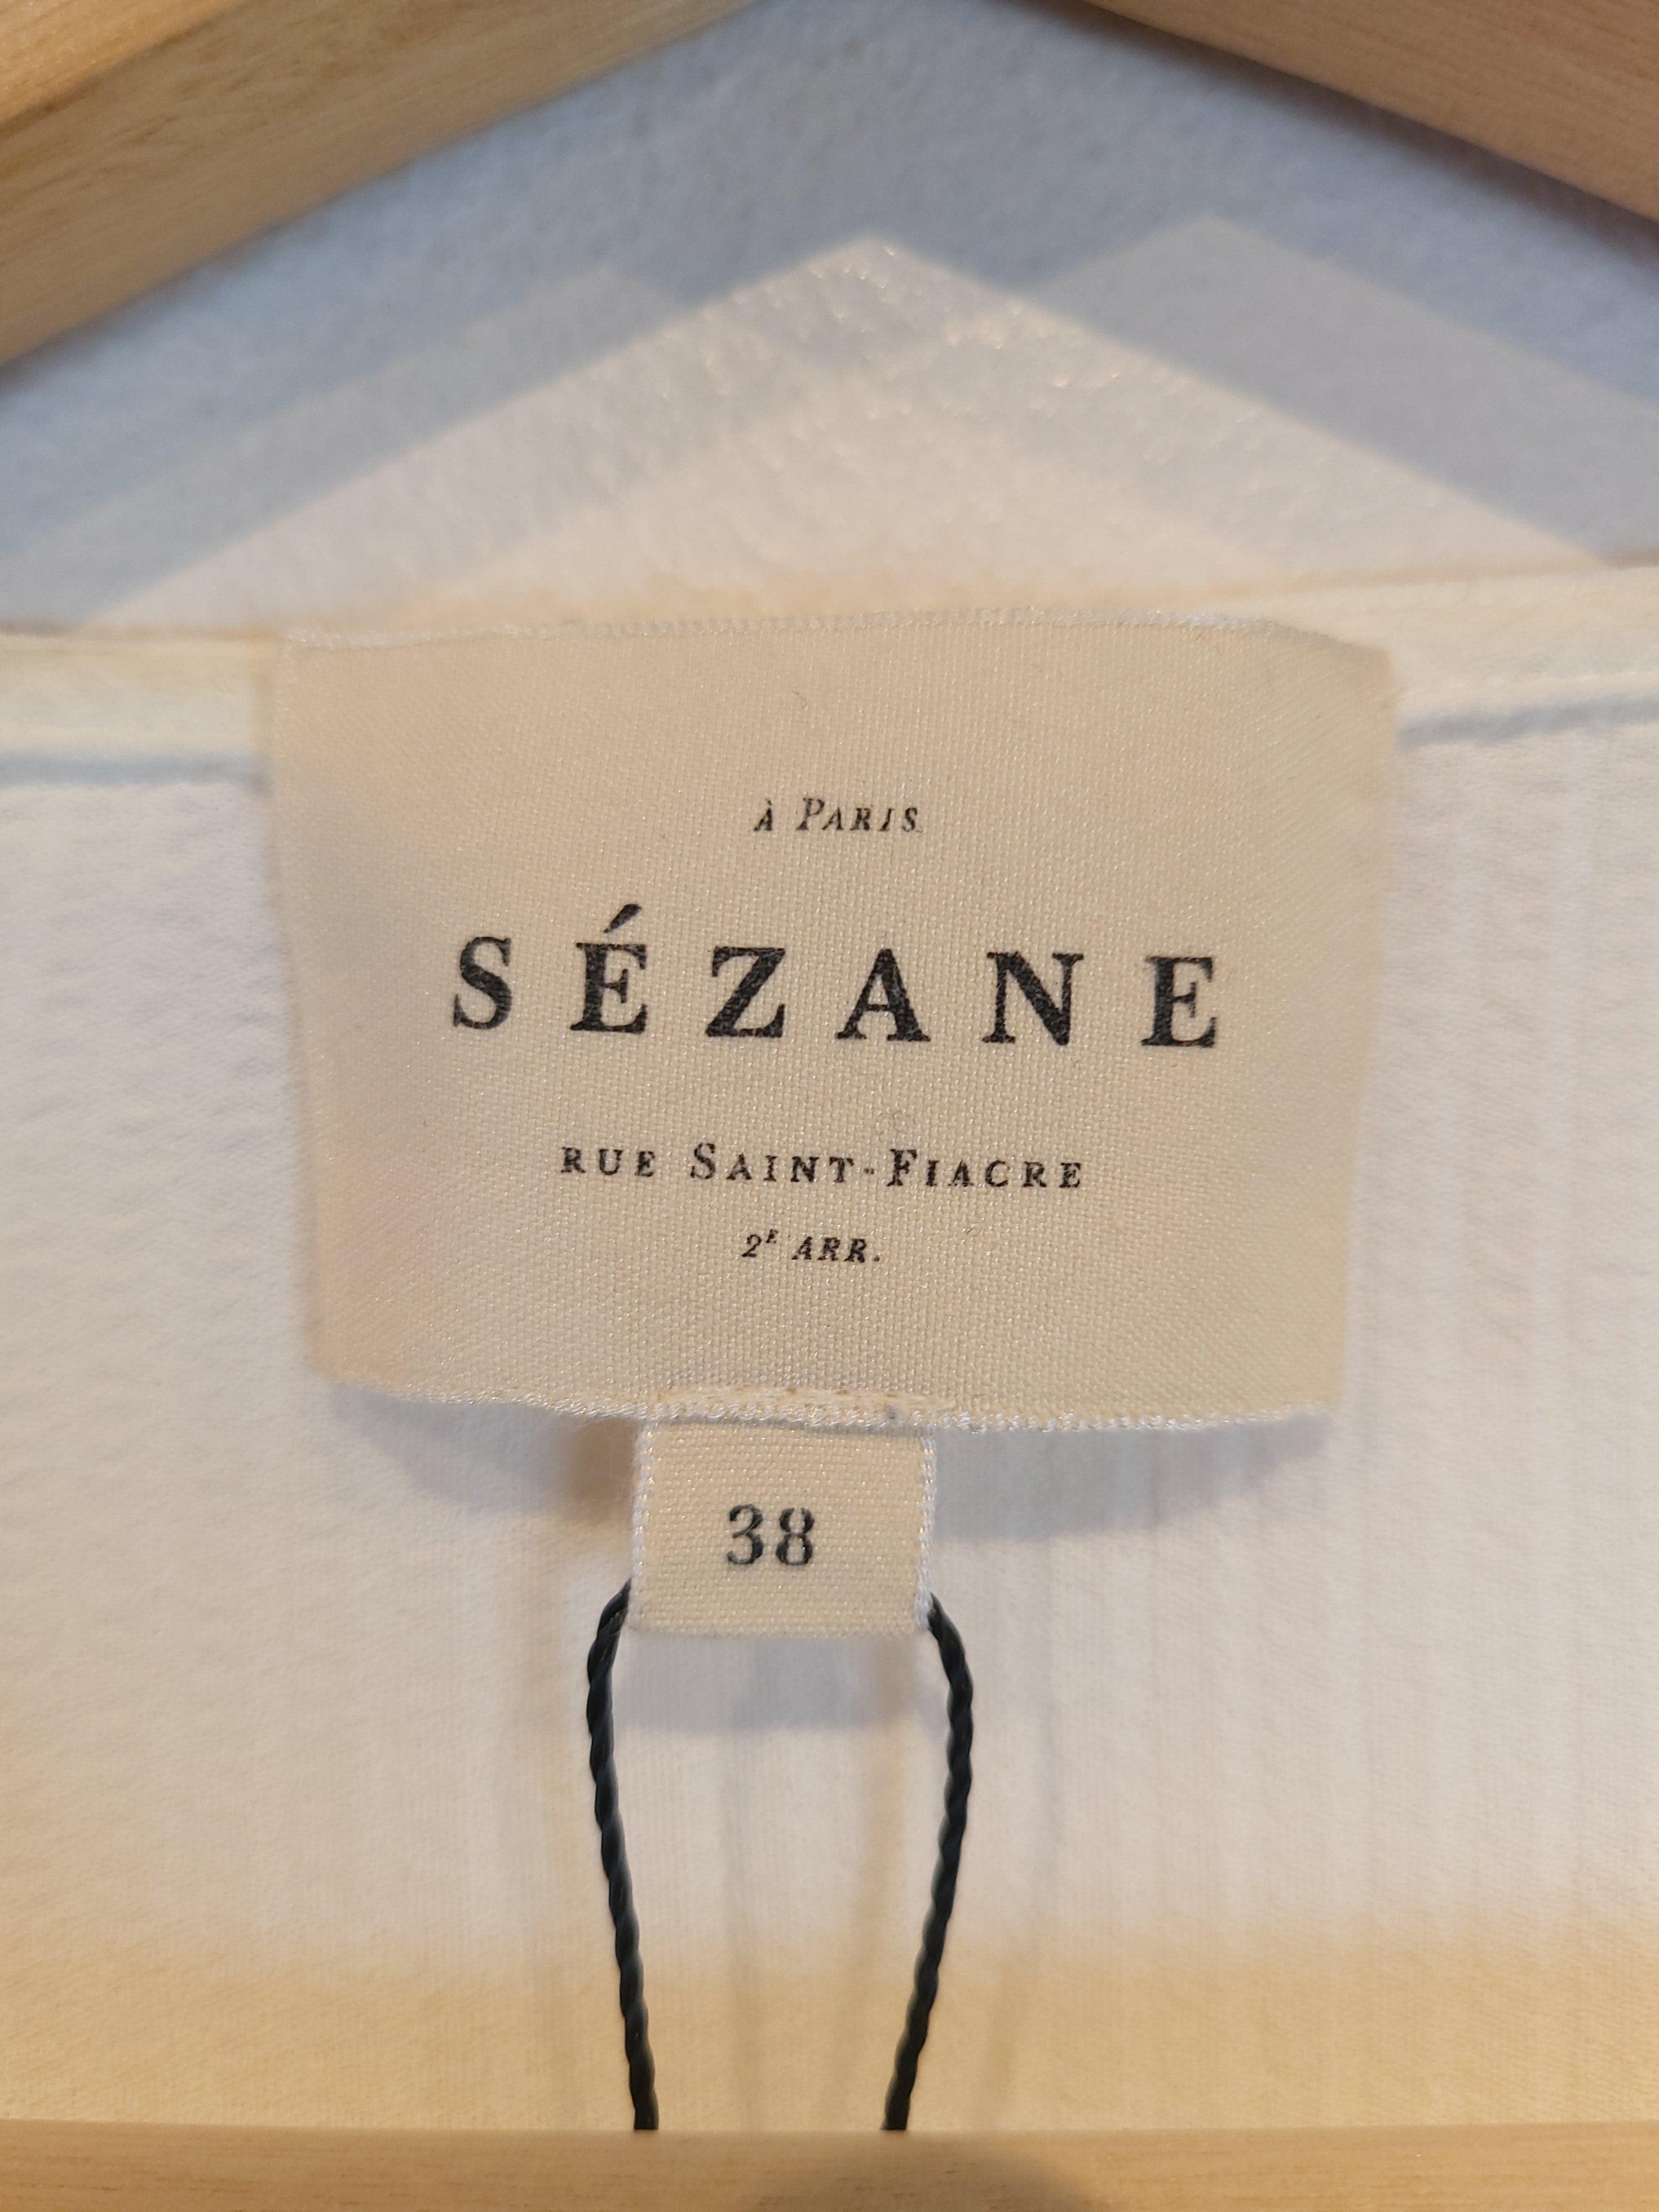 À PARIS
SÉZANE
RUE SAINT-FIACRE
2E ARR.
38